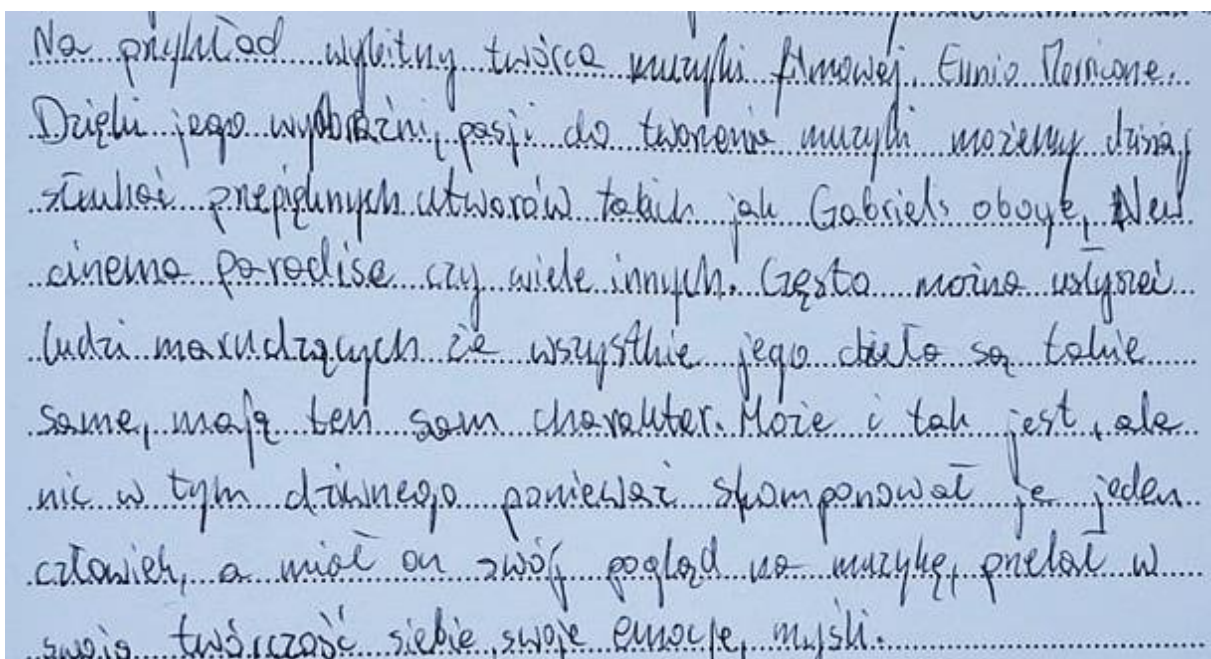 Na przykład wybitny twórca muzyki filmowej. Ennio Morricone.
Dzięki jego wyobraźni, pasji do tworzenia muzyki możemy dzisiaj
słuchać przepięknych utworów takich jak Gabriels oboye, New
cinema paradise czy wiele innych. Często można usłyszeć
ludzi marudzących że wszystkie jego dzieła są takie
same, mają ten sam charakter. Może i tak jest, ale
nic w tym dziwnego ponieważ skomponował je jeden
człowiek, a miał on swój pogląd na muzykę, przelał w
swoją twórczość siebie, swoje emocje, myśli.